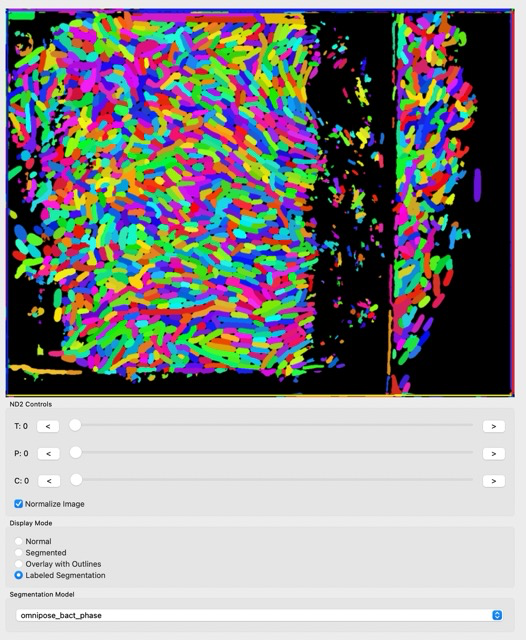 ND2 Controls
T: 0 < >
P: 0 < >
C: 0 < >
Normalize Image
Display Mode
Normal
Segmented
Overlay with Outlines
Labeled Segmentation
Segmentation Model
omnipose_bact_phase